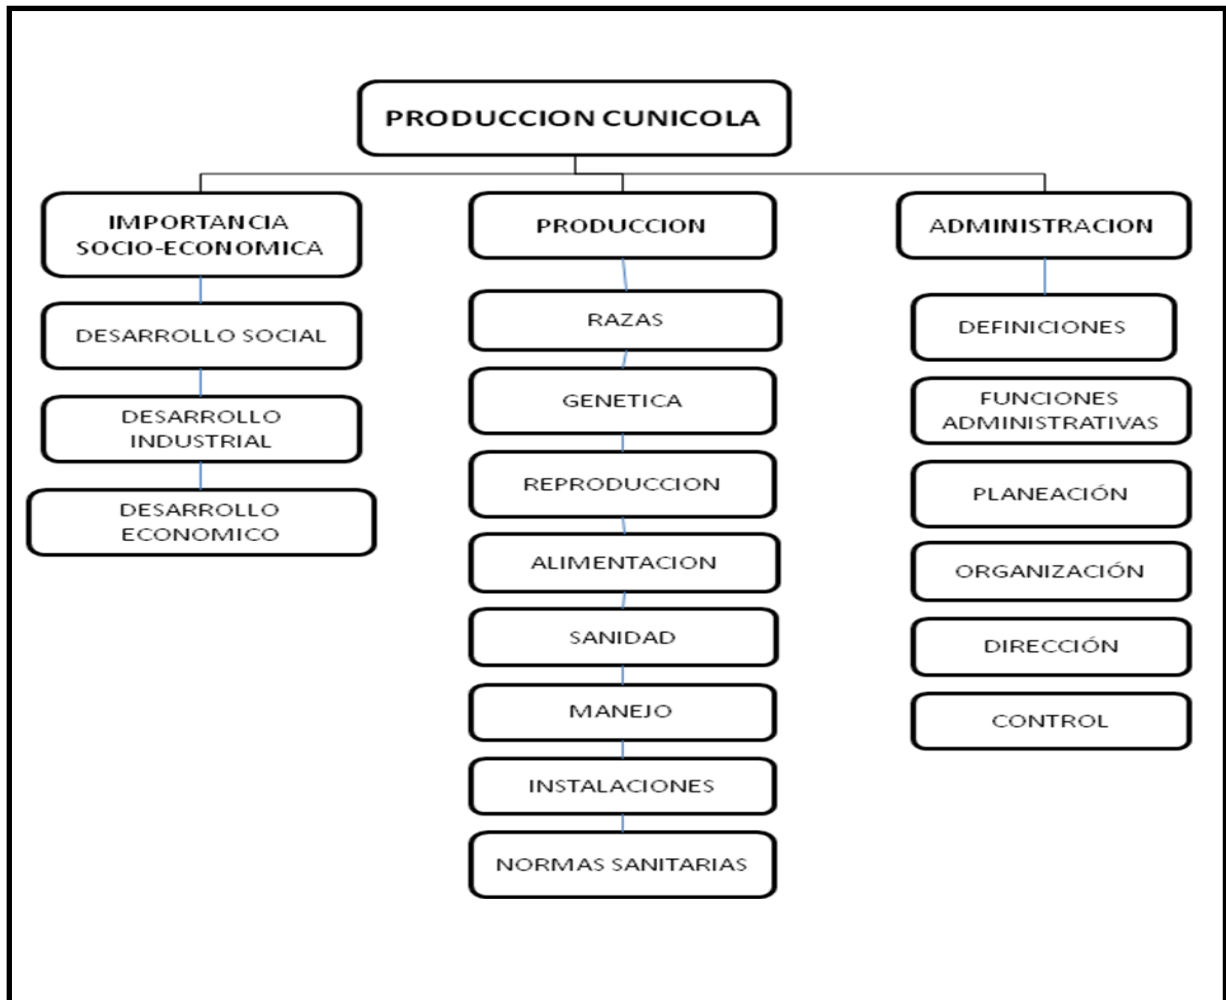 PRODUCCION CUNICOLA
IMPORTANCIA
SOCIO-ECONOMICA
DESARROLLO SOCIAL
DESARROLLO
INDUSTRIAL
DESARROLLO
ECONOMICO
PRODUCCION
RAZAS
GENETICA
REPRODUCCION
ALIMENTACION
SANIDAD
MANEJO
INSTALACIONES
NORMAS SANITARIAS
ADMINISTRACION
DEFINICIONES
FUNCIONES
ADMINISTRATIVAS
PLANEACIÓN
ORGANIZACIÓN
DIRECCIÓN
CONTROL